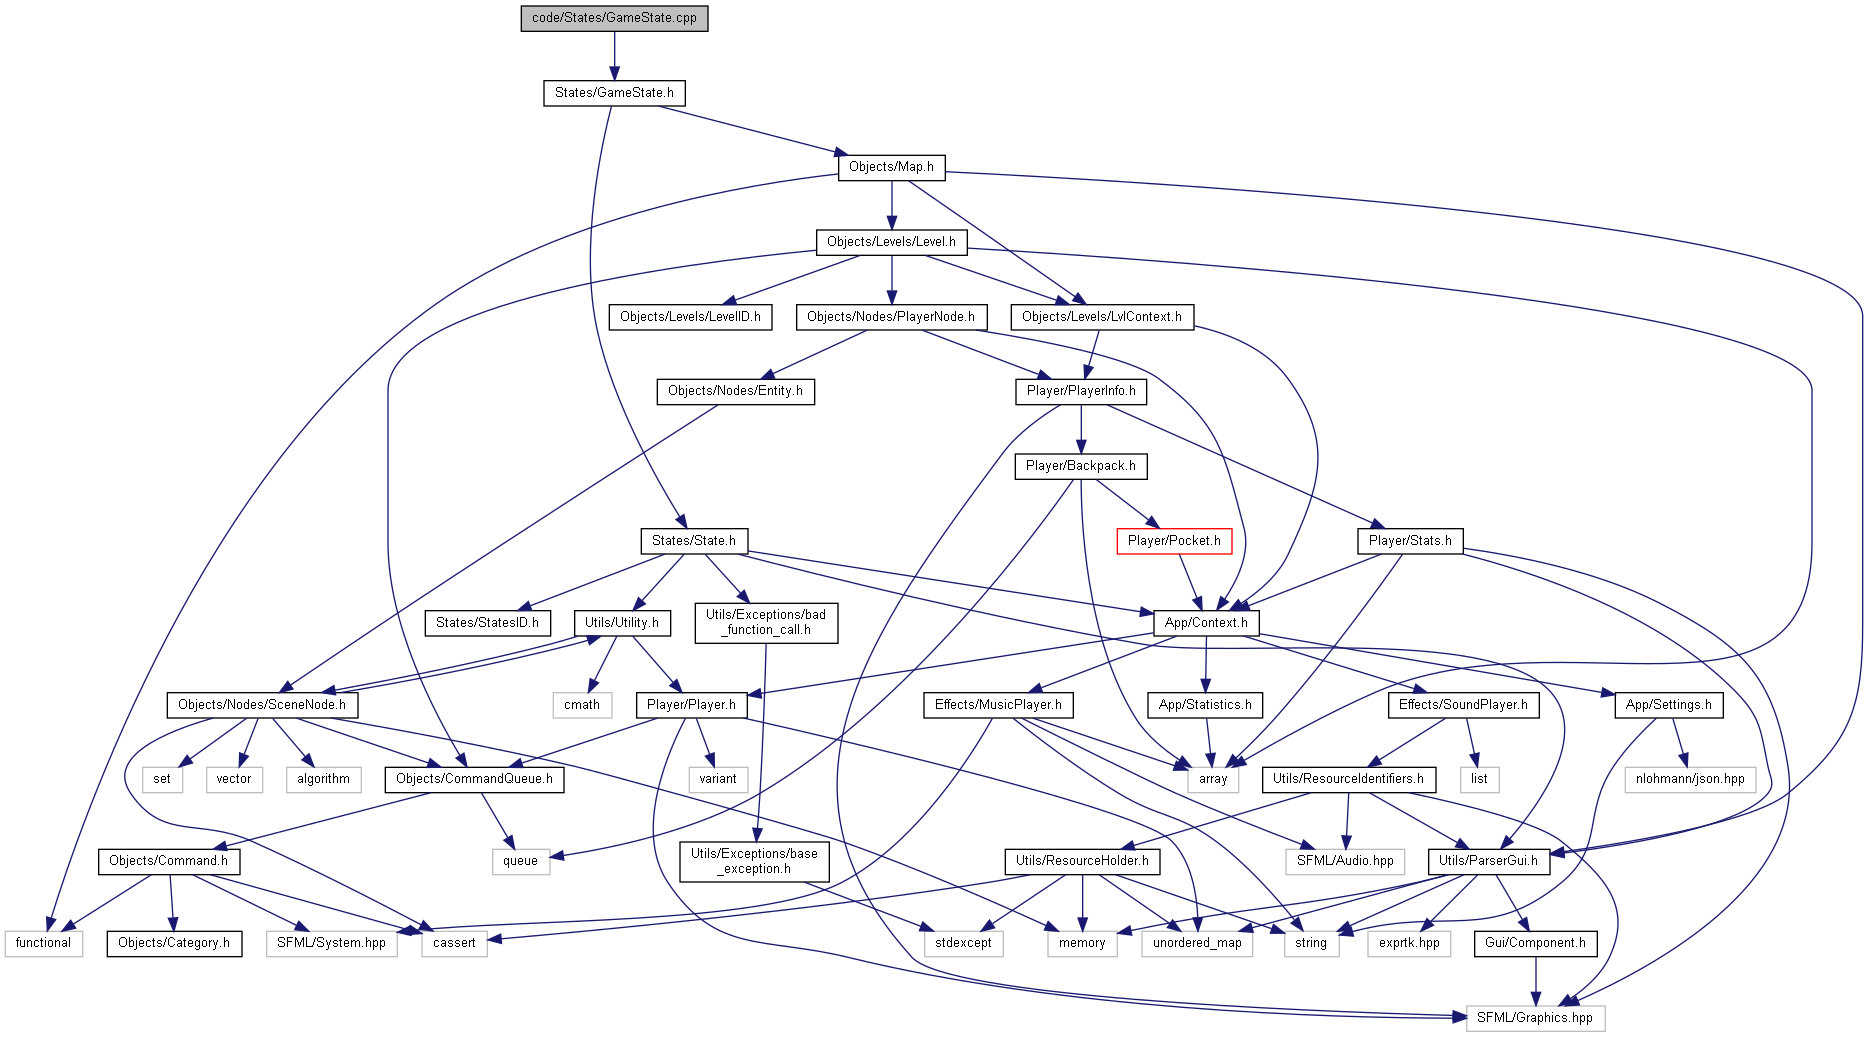 code/States/GameState.cpp
States/GameState.h
Objects/Map.h
Objects/Levels/Level.h
Objects/Levels/LevelID.h
Objects/Nodes/PlayerNode.h
Objects/Levels/LvlContext.h
Objects/Nodes/Entity.h
Player/PlayerInfo.h
Player/Backpack.h
States/State.h
Player/Pocket.h
Player/Stats.h
States/StatesID.h
Utils/Utility.h
Utils/Exceptions/bad
_function_call.h
App/Context.h
Objects/Nodes/SceneNode.h
cmath
Player/Player.h
Effects/MusicPlayer.h
App/Statistics.h
Effects/SoundPlayer.h
App/Settings.h
set
vector
algorithm
Objects/CommandQueue.h
variant
array
Utils/ResourceIdentifiers.h
list
nlohmann/json.hpp
Objects/Command.h
queue
Utils/Exceptions/base
_exception.h
Utils/ResourceHolder.h
SFML/Audio.hpp
Utils/ParserGui.h
functional
Objects/Category.h
SFML/System.hpp
cassert
stdexcept
memory
unordered_map
string
exprtk.hpp
Gui/Component.h
SFML/Graphics.hpp